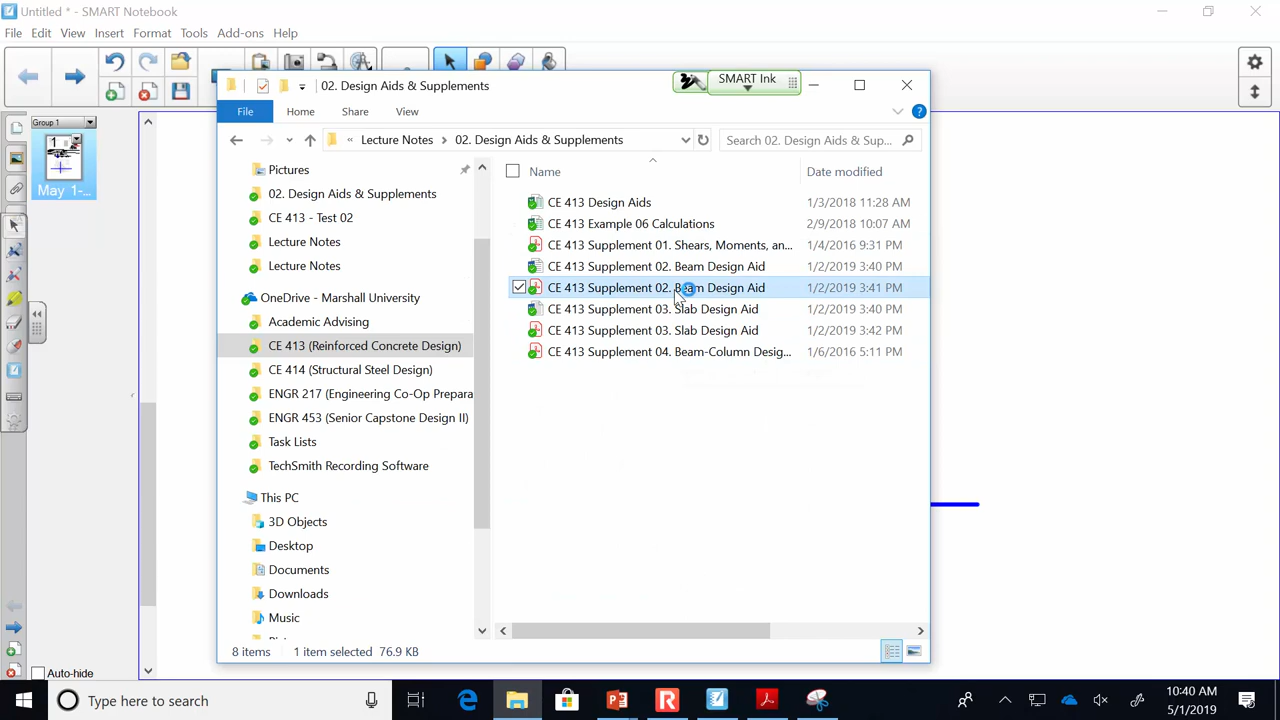 Untitled * - SMART Notebook
File Edit View Insert Format Tools Add-ons Help
02. Design Aids & Supplements
SMART Ink
File Home Share View
« Lecture Notes 02. Design Aids & Supplements
Search 02. Design Aids & Sup...
Group 1
1
May 1-...
Pictures
02. Design Aids & Supplements
CE 413 - Test 02
Lecture Notes
Lecture Notes
OneDrive - Marshall University
Academic Advising
CE 413 (Reinforced Concrete Design)
CE 414 (Structural Steel Design)
ENGR 217 (Engineering Co-Op Prepara
ENGR 453 (Senior Capstone Design II)
Task Lists
TechSmith Recording Software
This PC
3D Objects
Desktop
Documents
Downloads
Music
Name Date modified
CE 413 Design Aids 1/3/2018 11:28 AM
CE 413 Example 06 Calculations 2/9/2018 10:07 AM
CE 413 Supplement 01. Shears, Moments, an... 1/4/2016 9:31 PM
CE 413 Supplement 02. Beam Design Aid 1/2/2019 3:40 PM
CE 413 Supplement 02. Beam Design Aid 1/2/2019 3:41 PM
CE 413 Supplement 03. Slab Design Aid 1/2/2019 3:40 PM
CE 413 Supplement 03. Slab Design Aid 1/2/2019 3:42 PM
CE 413 Supplement 04. Beam-Column Desig... 1/6/2016 5:11 PM
8 items 1 item selected 76.9 KB
Auto-hide
Type here to search
10:40 AM
5/1/2019